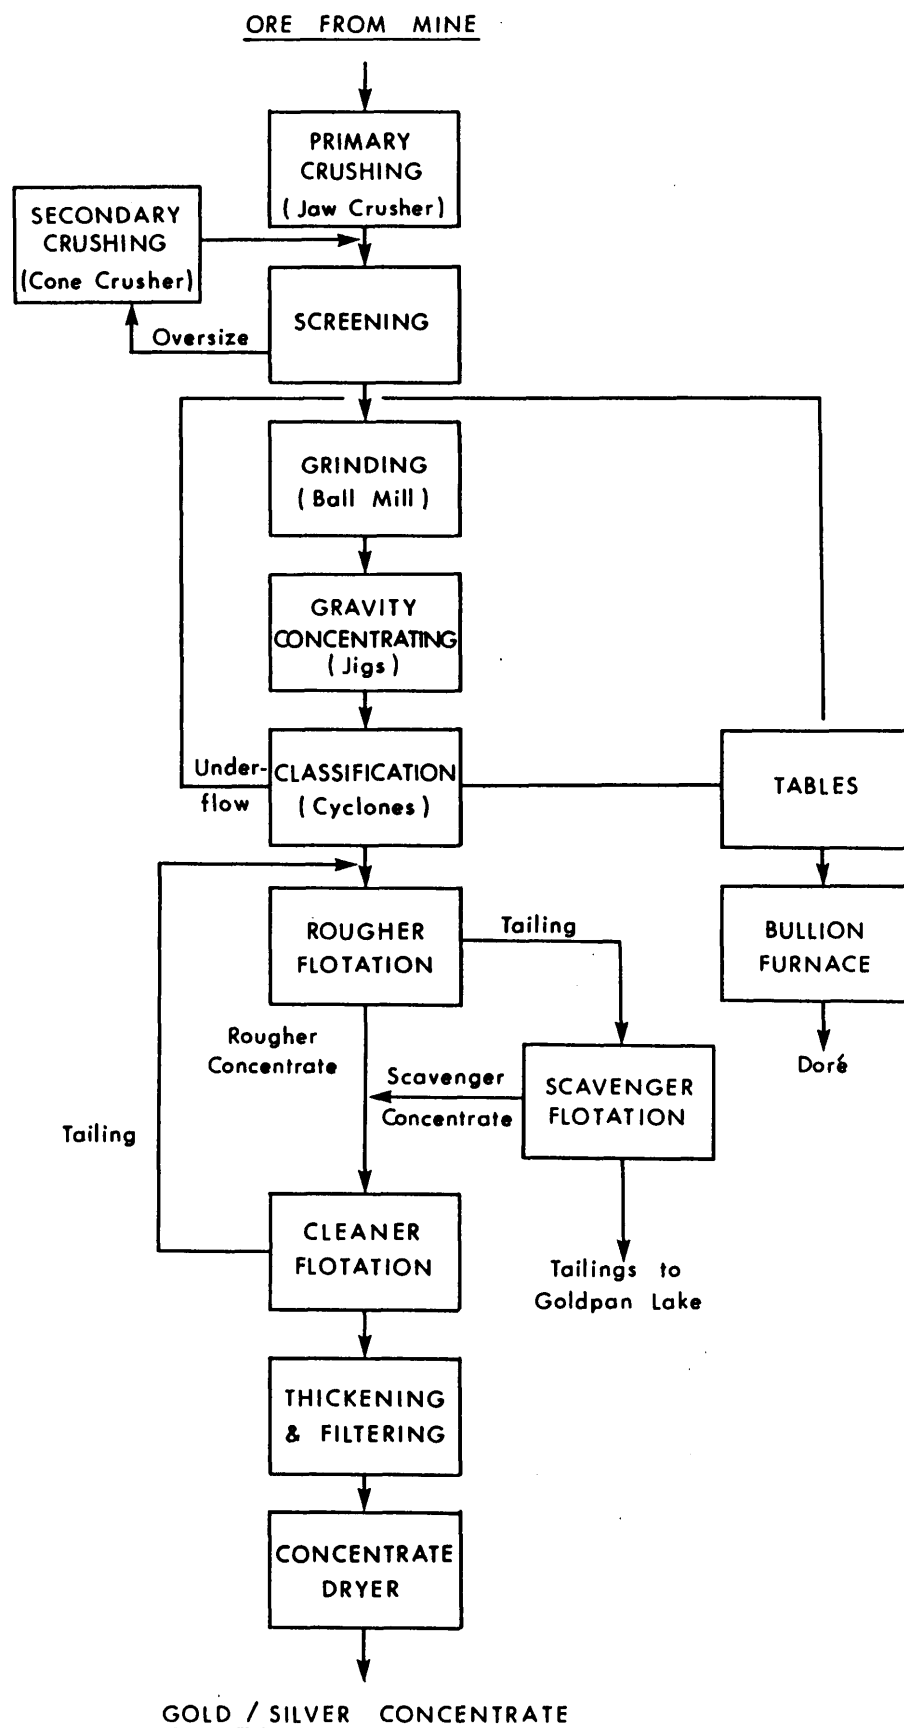 ORE FROM MINE
PRIMARY
CRUSHING
(Jaw Crusher)
SECONDARY
CRUSHING
(Cone Crusher)
SCREENING
Oversize
GRINDING
(Ball Mill)
GRAVITY
CONCENTRATING
(Jigs)
Under-
flow
CLASSIFICATION
(Cyclones)
TABLES
ROUGHER
FLOTATION
Tailing
BULLION
FURNACE
Rougher
Concentrate
Doré
Scavenger
Concentrate
SCAVENGER
FLOTATION
Tailing
CLEANER
FLOTATION
Tailings to
Goldpan Lake
THICKENING
& FILTERING
CONCENTRATE
DRYER
GOLD / SILVER CONCENTRATE